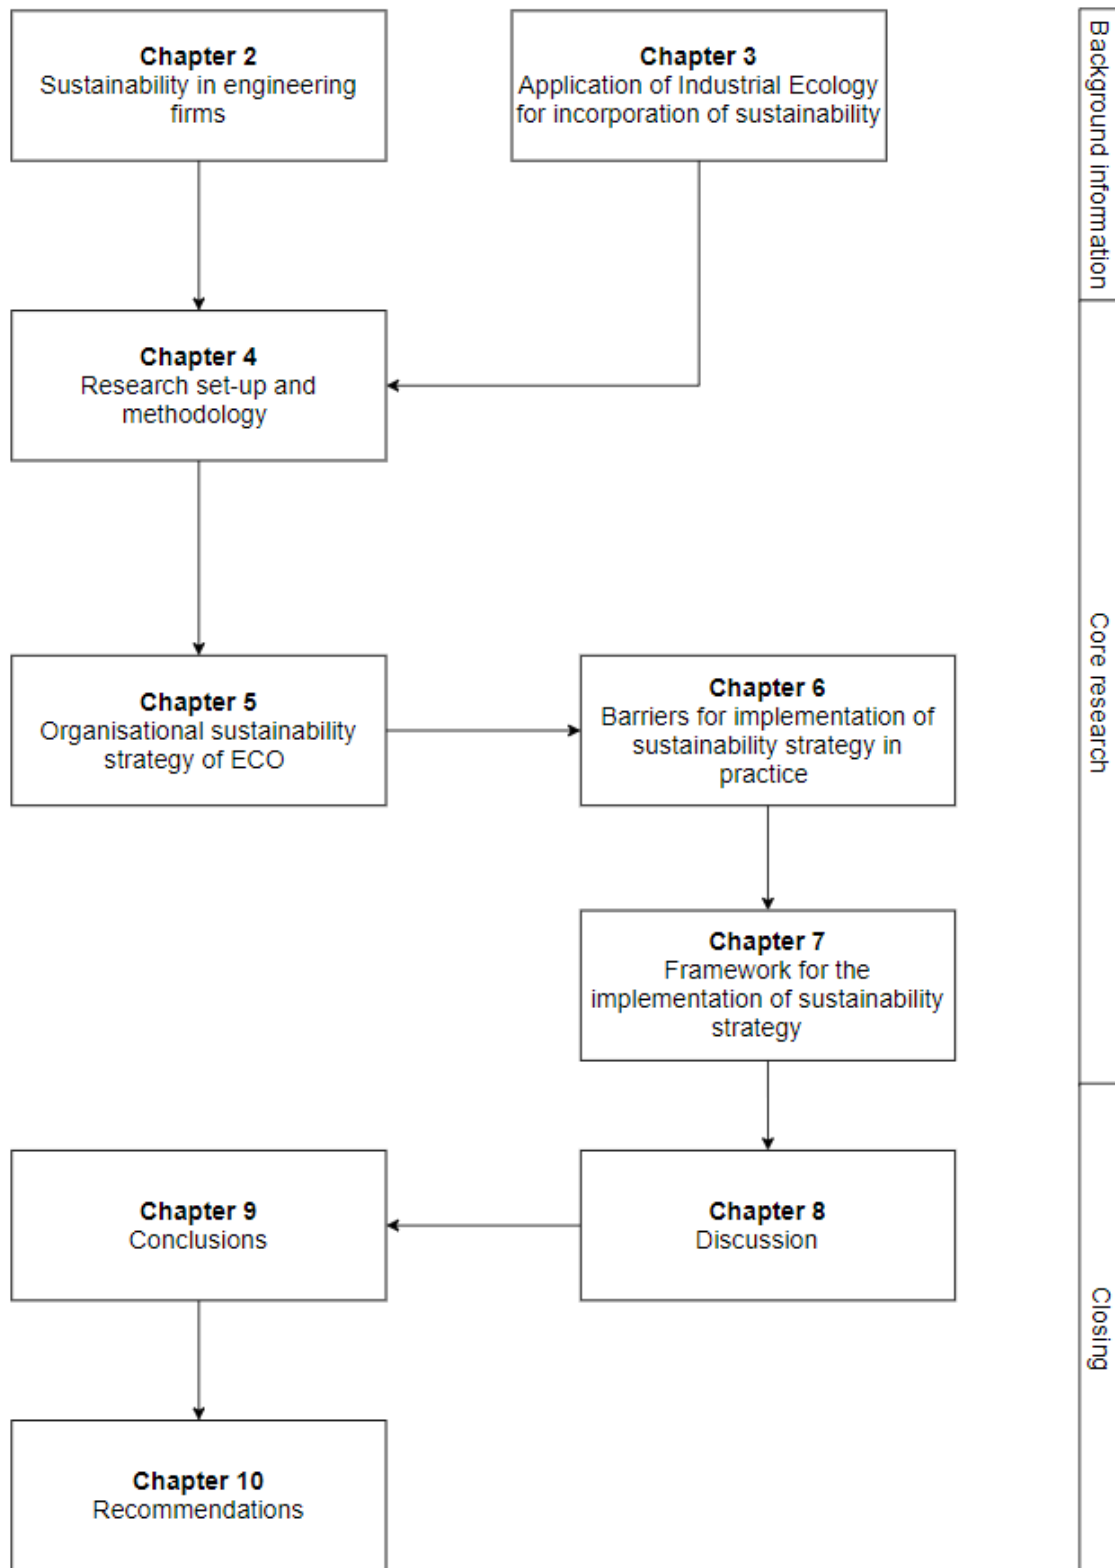 Chapter 2
Sustainability in engineering
firms
Chapter 3
Application of Industrial Ecology
for incorporation of sustainability
Background information
Chapter 4
Research set-up and
methodology
Core research
Chapter 5
Organisational sustainability
strategy of ECO
Chapter 6
Barriers for implementation of
sustainability strategy in
practice
Chapter 7
Framework for the
implementation of sustainability
strategy
Chapter 9
Conclusions
Chapter 8
Discussion
Closing
Chapter 10
Recommendations